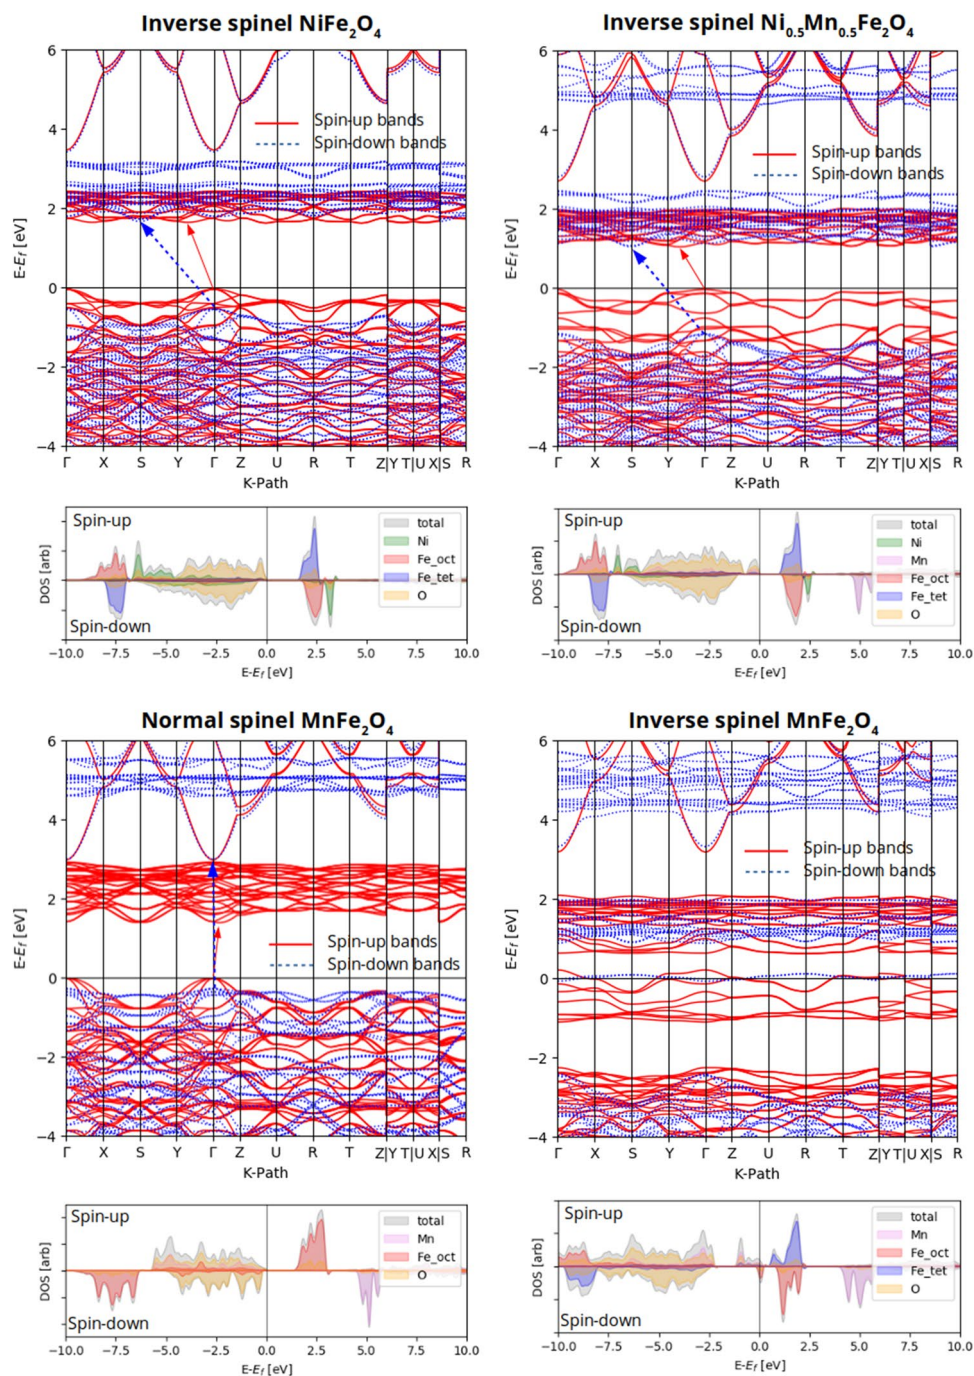 Inverse spinel NiFe₂O₄
6
4
2
0
−2
−4
E-E_f [eV]
Spin-up bands
Spin-down bands
Γ X S Y Γ Z U R T Z|Y T|U X|S R
K-Path
Spin-up
Spin-down
DOS [arb]
total
Ni
Fe_oct
Fe_tet
O
−10.0 −7.5 −5.0 −2.5 0.0 2.5 5.0 7.5 10.0
E-E_f [eV]
Inverse spinel Ni₀.₅Mn₀.₅Fe₂O₄
6
4
2
0
−2
−4
E-E_f [eV]
Spin-up bands
Spin-down bands
Γ X S Y Γ Z U R T Z|Y T|U X|S R
K-Path
Spin-up
Spin-down
DOS [arb]
total
Ni
Mn
Fe_oct
Fe_tet
O
−10.0 −7.5 −5.0 −2.5 0.0 2.5 5.0 7.5 10.0
E-E_f [eV]
Normal spinel MnFe₂O₄
6
4
2
0
−2
−4
E-E_f [eV]
Spin-up bands
Spin-down bands
Γ X S Y Γ Z U R T Z|Y T|U X|S R
K-Path
Spin-up
Spin-down
DOS [arb]
total
Mn
Fe_oct
O
−10.0 −7.5 −5.0 −2.5 0.0 2.5 5.0 7.5 10.0
E-E_f [eV]
Inverse spinel MnFe₂O₄
6
4
2
0
−2
−4
E-E_f [eV]
Spin-up bands
Spin-down bands
Γ X S Y Γ Z U R T Z|Y T|U X|S R
K-Path
Spin-up
Spin-down
DOS [arb]
total
Mn
Fe_oct
Fe_tet
O
−10.0 −7.5 −5.0 −2.5 0.0 2.5 5.0 7.5 10.0
E-E_f [eV]